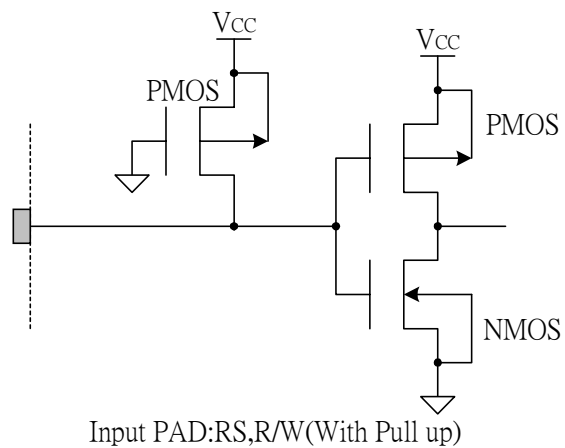 VCC
VCC
PMOS
PMOS
NMOS
Input PAD:RS,R/W(With Pull up)